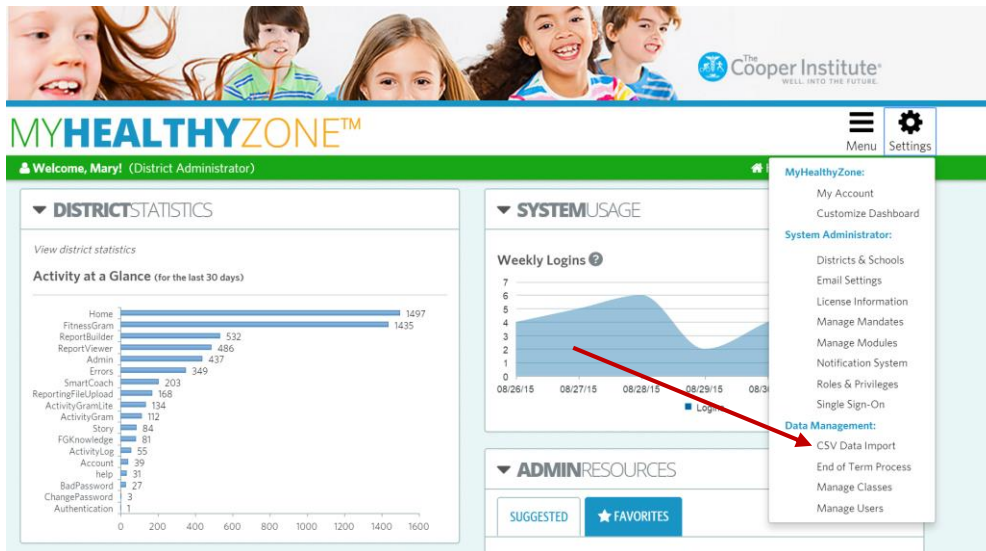 The
Cooper Institute®
WELL. INTO THE FUTURE.
MYHEALTHYZONE™
Menu
Settings
Welcome, Mary! (District Administrator)
H
DISTRICTSTATISTICS
View district statistics
Activity at a Glance (for the last 30 days)
Home 1497
FitnessGram 1435
ReportBuilder 532
ReportViewer 486
Admin 437
Errors 349
SmartCoach 203
ReportingFileUpload 168
ActivityGramLite 134
ActivityGram 112
Story 84
FGKnowledge 81
ActivityLog 55
Account 39
help 31
BadPassword 27
ChangePassword 3
Authentication 1
0 200 400 600 800 1000 1200 1400 1600
SYSTEMUSAGE
Weekly Logins ?
7
6
5
4
3
2
1
0
08/26/15 08/27/15 08/28/15 08/29/15 08/3
Logins
ADMINRESOURCES
SUGGESTED
FAVORITES
MyHealthyZone:
My Account
Customize Dashboard
System Administrator:
Districts & Schools
Email Settings
License Information
Manage Mandates
Manage Modules
Notification System
Roles & Privileges
Single Sign-On
Data Management:
CSV Data Import
End of Term Process
Manage Classes
Manage Users